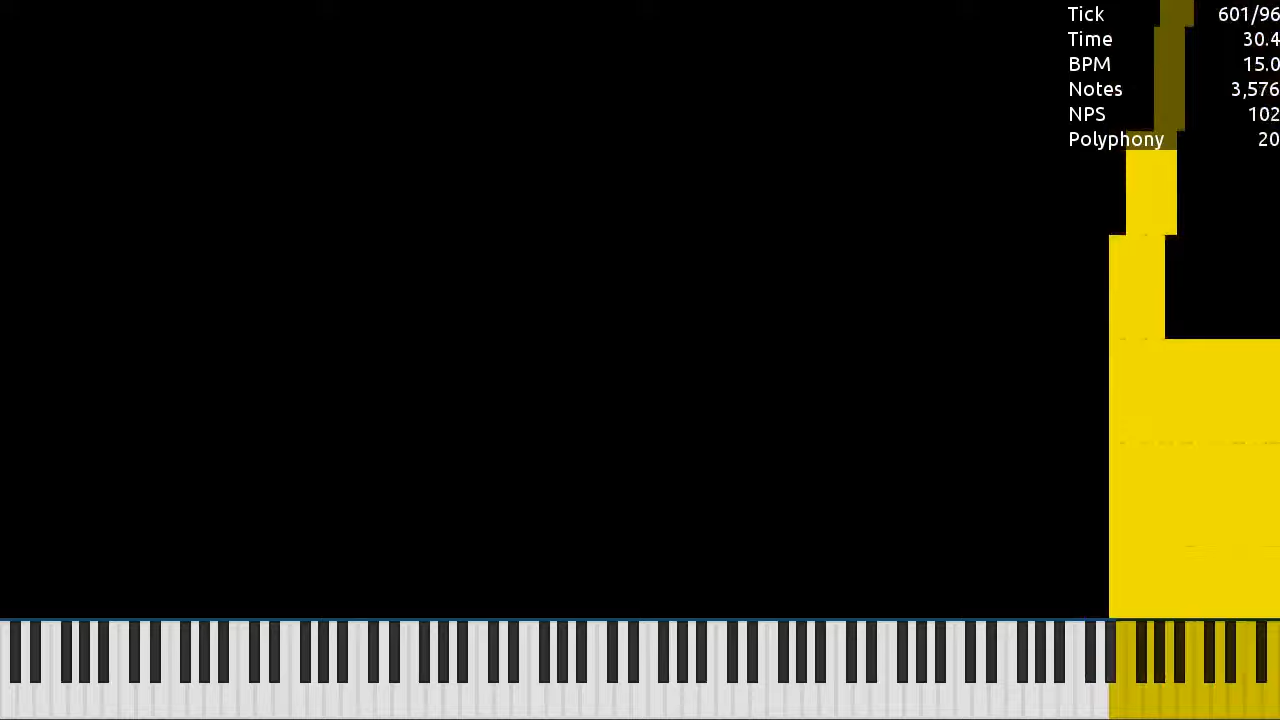 Tick 601/96
Time 30.4
BPM 15.0
Notes 3,576
NPS 102
Polyphony 20